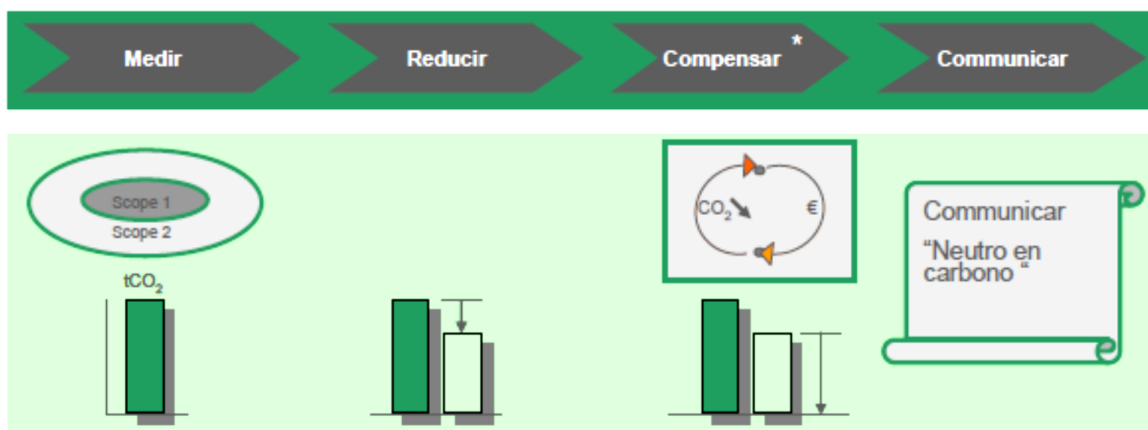 Medir
Reducir
Compensar *
Communicar
Scope 1
Scope 2
tCO₂
CO₂
€
Communicar
“Neutro en
carbono “